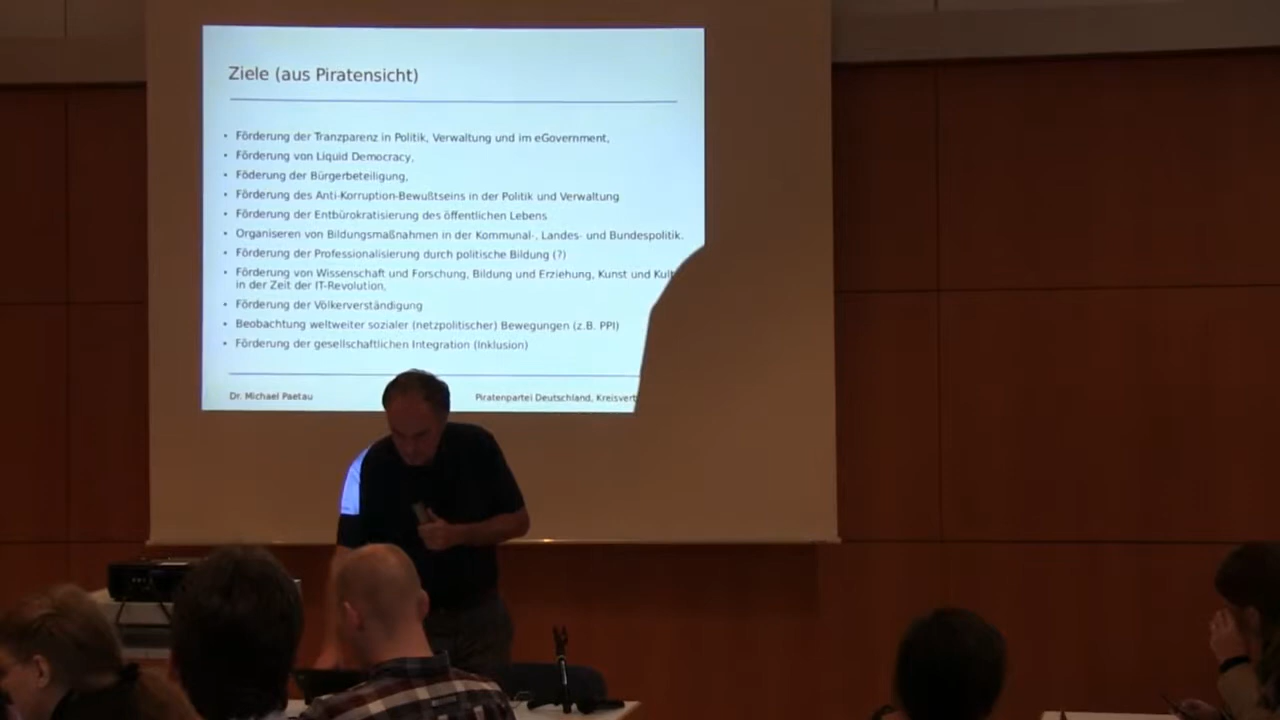 Ziele (aus Piratensicht)
• Förderung der Tranzparenz in Politik, Verwaltung und im eGovernment,
• Förderung von Liquid Democracy,
• Föderung der Bürgerbeteiligung,
• Förderung des Anti-Korruption-Bewußtseins in der Politik und Verwaltung
• Förderung der Entbürokratisierung des öffentlichen Lebens
• Organiseren von Bildungsmaßnahmen in der Kommunal-, Landes- und Bundespolitik.
• Förderung der Professionalisierung durch politische Bildung (?)
• Förderung von Wissenschaft und Forschung, Bildung und Erziehung, Kunst und Kult
in der Zeit der IT-Revolution,
• Förderung der Völkerverständigung
• Beobachtung weltweiter sozialer (netzpolitischer) Bewegungen (z.B. PPI)
• Förderung der gesellschaftlichen Integration (Inklusion)
Dr. Michael Paetau Piratenpartei Deutschland, Kreisverb